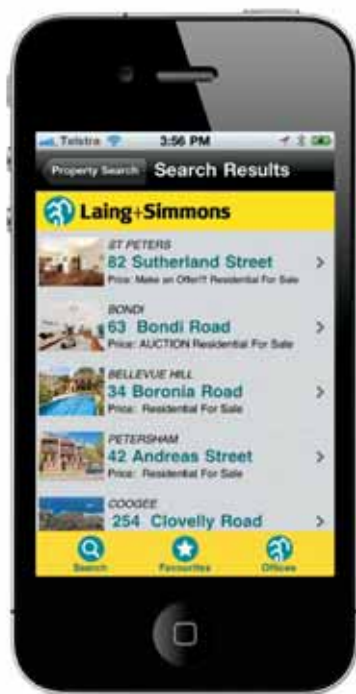 Telstra 3:56 PM
Property Search Search Results
Laing+Simmons
ST PETERS
82 Sutherland Street
Price: Make an Offer!!! Residential For Sale
BONDI
63 Bondi Road
Price: AUCTION Residential For Sale
BELLEVUE HILL
34 Boronia Road
Price: Residential For Sale
PETERSHAM
42 Andreas Street
Price: Residential For Sale
COOGEE
254 Clovelly Road
Search Favourites Offices